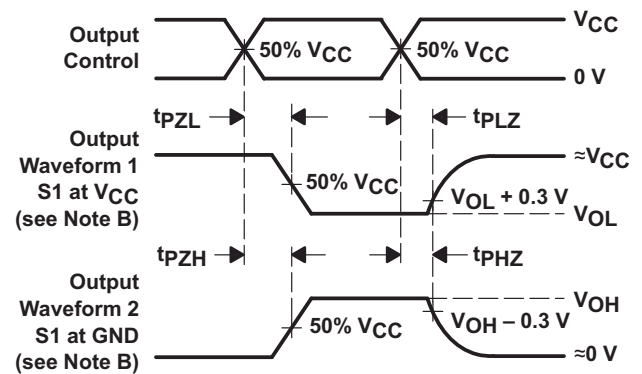 Output
Control
50% VCC
50% VCC
VCC
0 V
tPZL
tPLZ
Output
Waveform 1
S1 at VCC
(see Note B)
50% VCC
≈VCC
VOL + 0.3 V
VOL
tPZH
tPHZ
Output
Waveform 2
S1 at GND
(see Note B)
50% VCC
VOH
VOH – 0.3 V
≈0 V